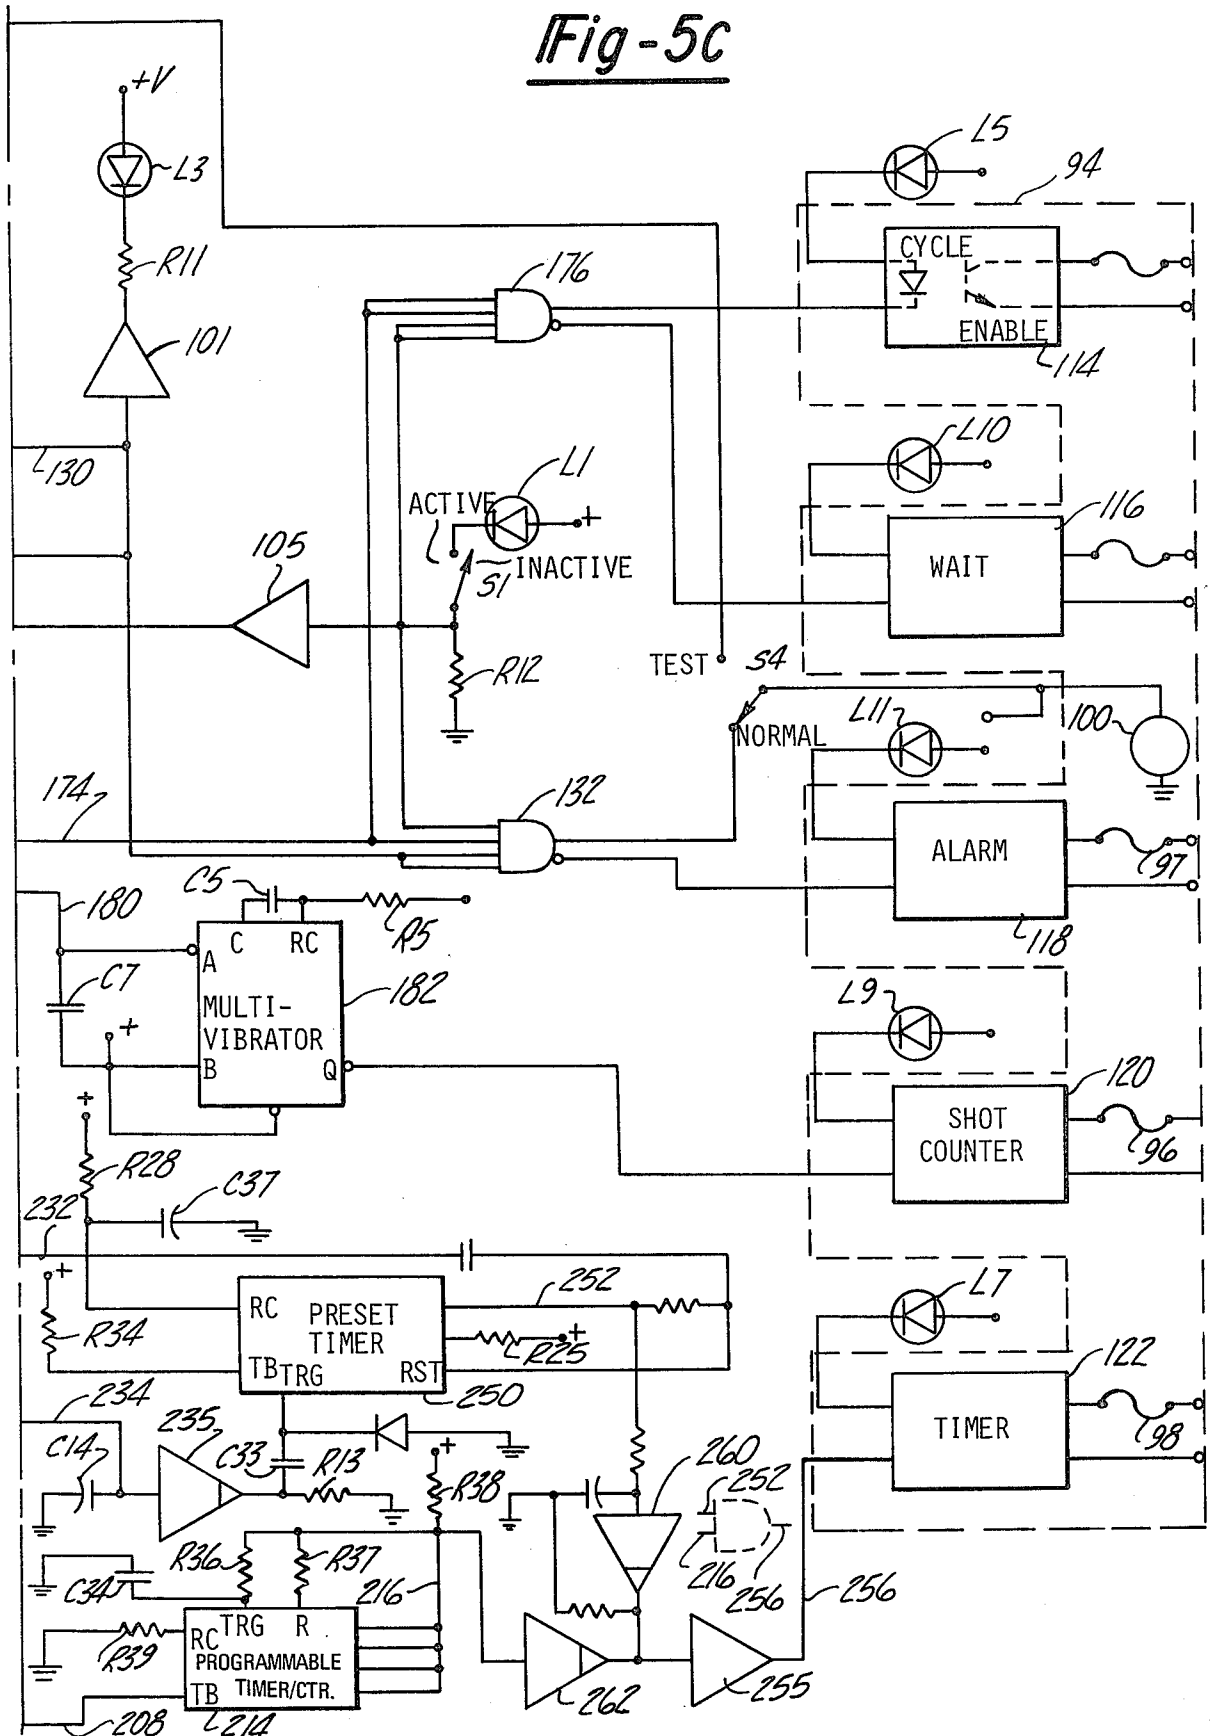 Fig-5C
+V
L3
R11
101
130
L5
94
CYCLE
ENABLE
114
176
L10
116
WAIT
L1
ACTIVE
+
S1
INACTIVE
105
R12
TEST
S4
NORMAL
L11
100
174
132
ALARM
97
118
180
C5
C RC
R5
A
MULTI-
VIBRATOR
B
Q
182
C7
+
L9
120
SHOT
COUNTER
96
+
R28
C37
232
+
R34
RC
PRESET
TIMER
TB TRG
RST
250
252
R25
+
L7
122
TIMER
98
234
C14
235
C33
R13
+
R38
260
252
216
256
256
R36
R37
216
C34
R39
RC TRG R
PROGRAMMABLE
TIMER/CTR.
TB
208
214
262
255